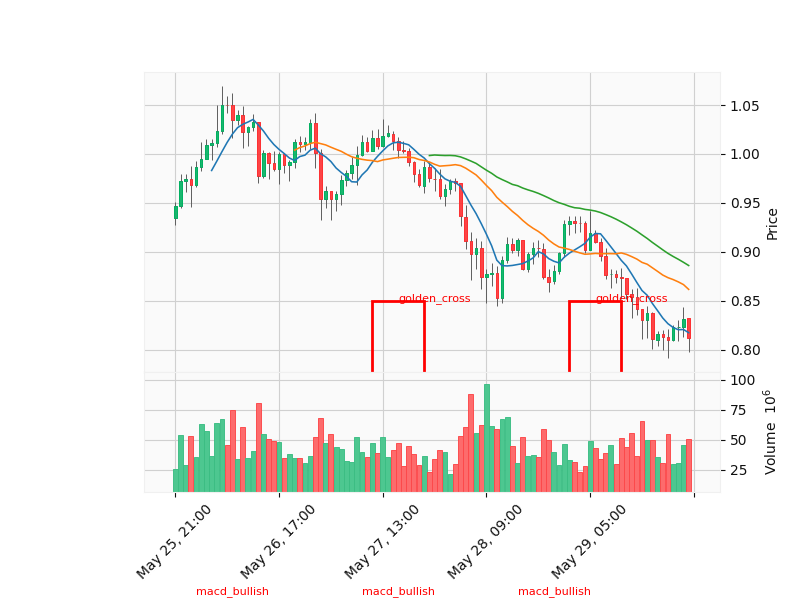 1.05
1.00
0.95
0.90
0.85
0.80
Price
golden_cross
golden_cross
100
75
50
25
Volume 10^6
May 25, 21:00
May 26, 17:00
May 27, 13:00
May 28, 09:00
May 29, 05:00
macd_bullish
macd_bullish
macd_bullish